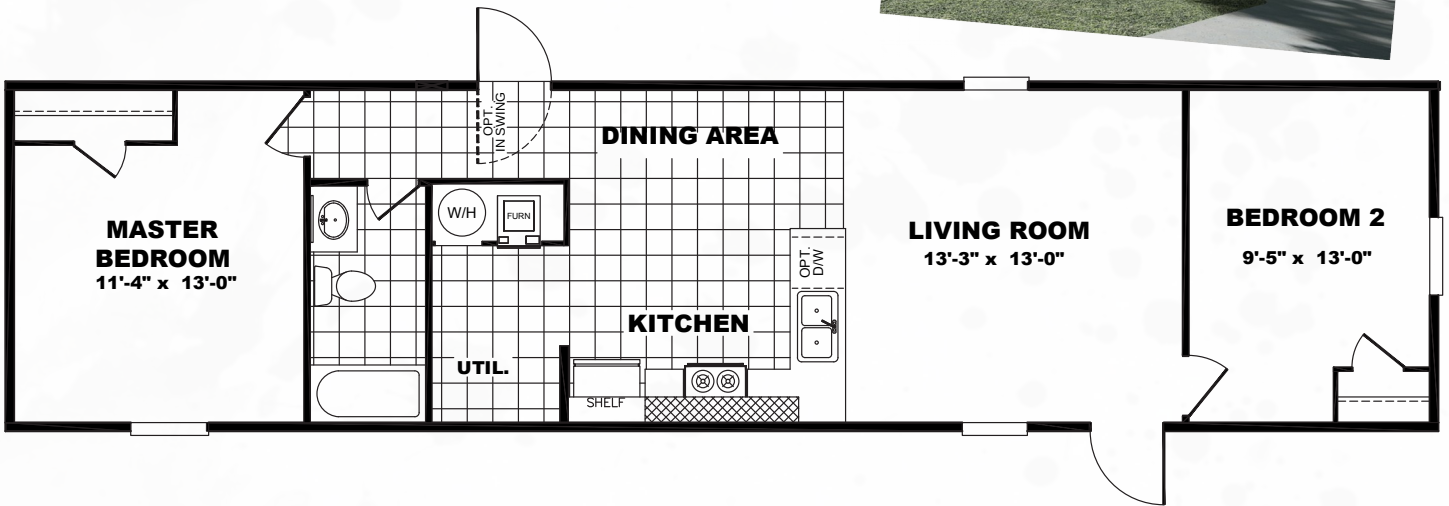 OPT.
IN SWING
DINING AREA
MASTER
BEDROOM
11'-4" x 13'-0"
W/H
FURN
LIVING ROOM
13'-3" x 13'-0"
BEDROOM 2
9'-5" x 13'-0"
OPT.
D/W
KITCHEN
UTIL.
SHELF